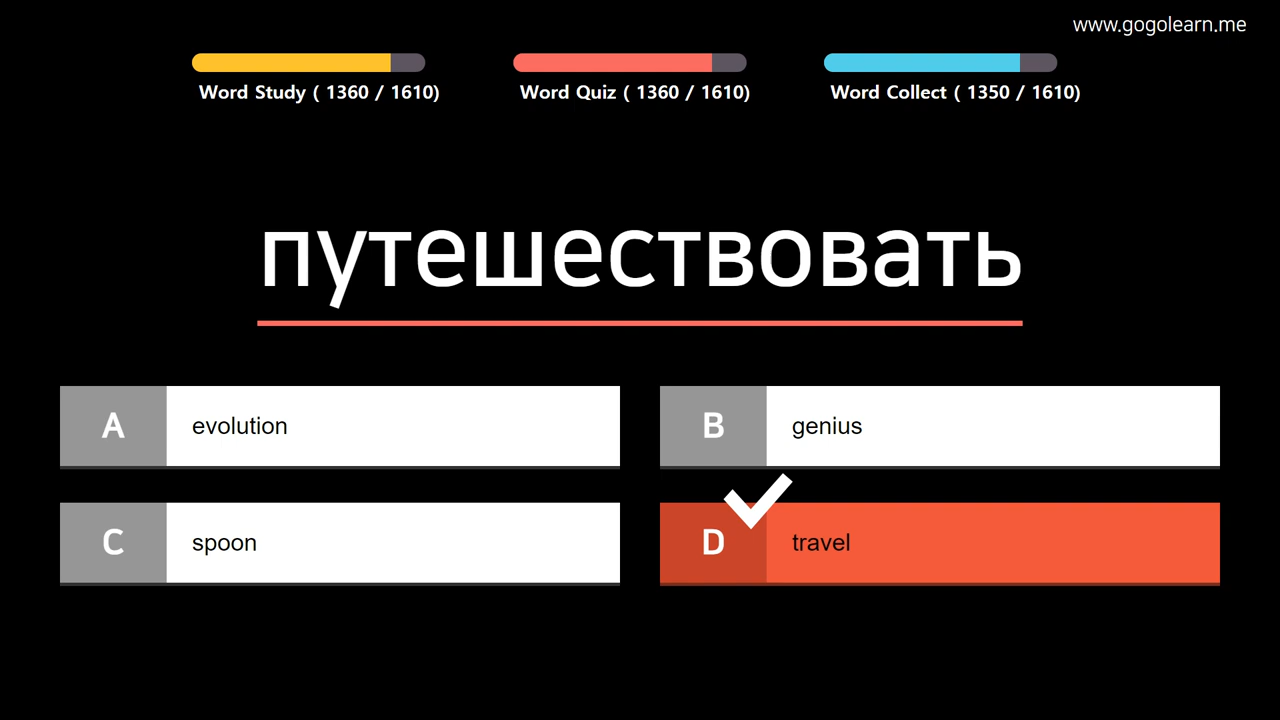 www.gogolearn.me
Word Study ( 1360 / 1610)
Word Quiz ( 1360 / 1610)
Word Collect ( 1350 / 1610)
путешествовать
A evolution
B genius
C spoon
D travel